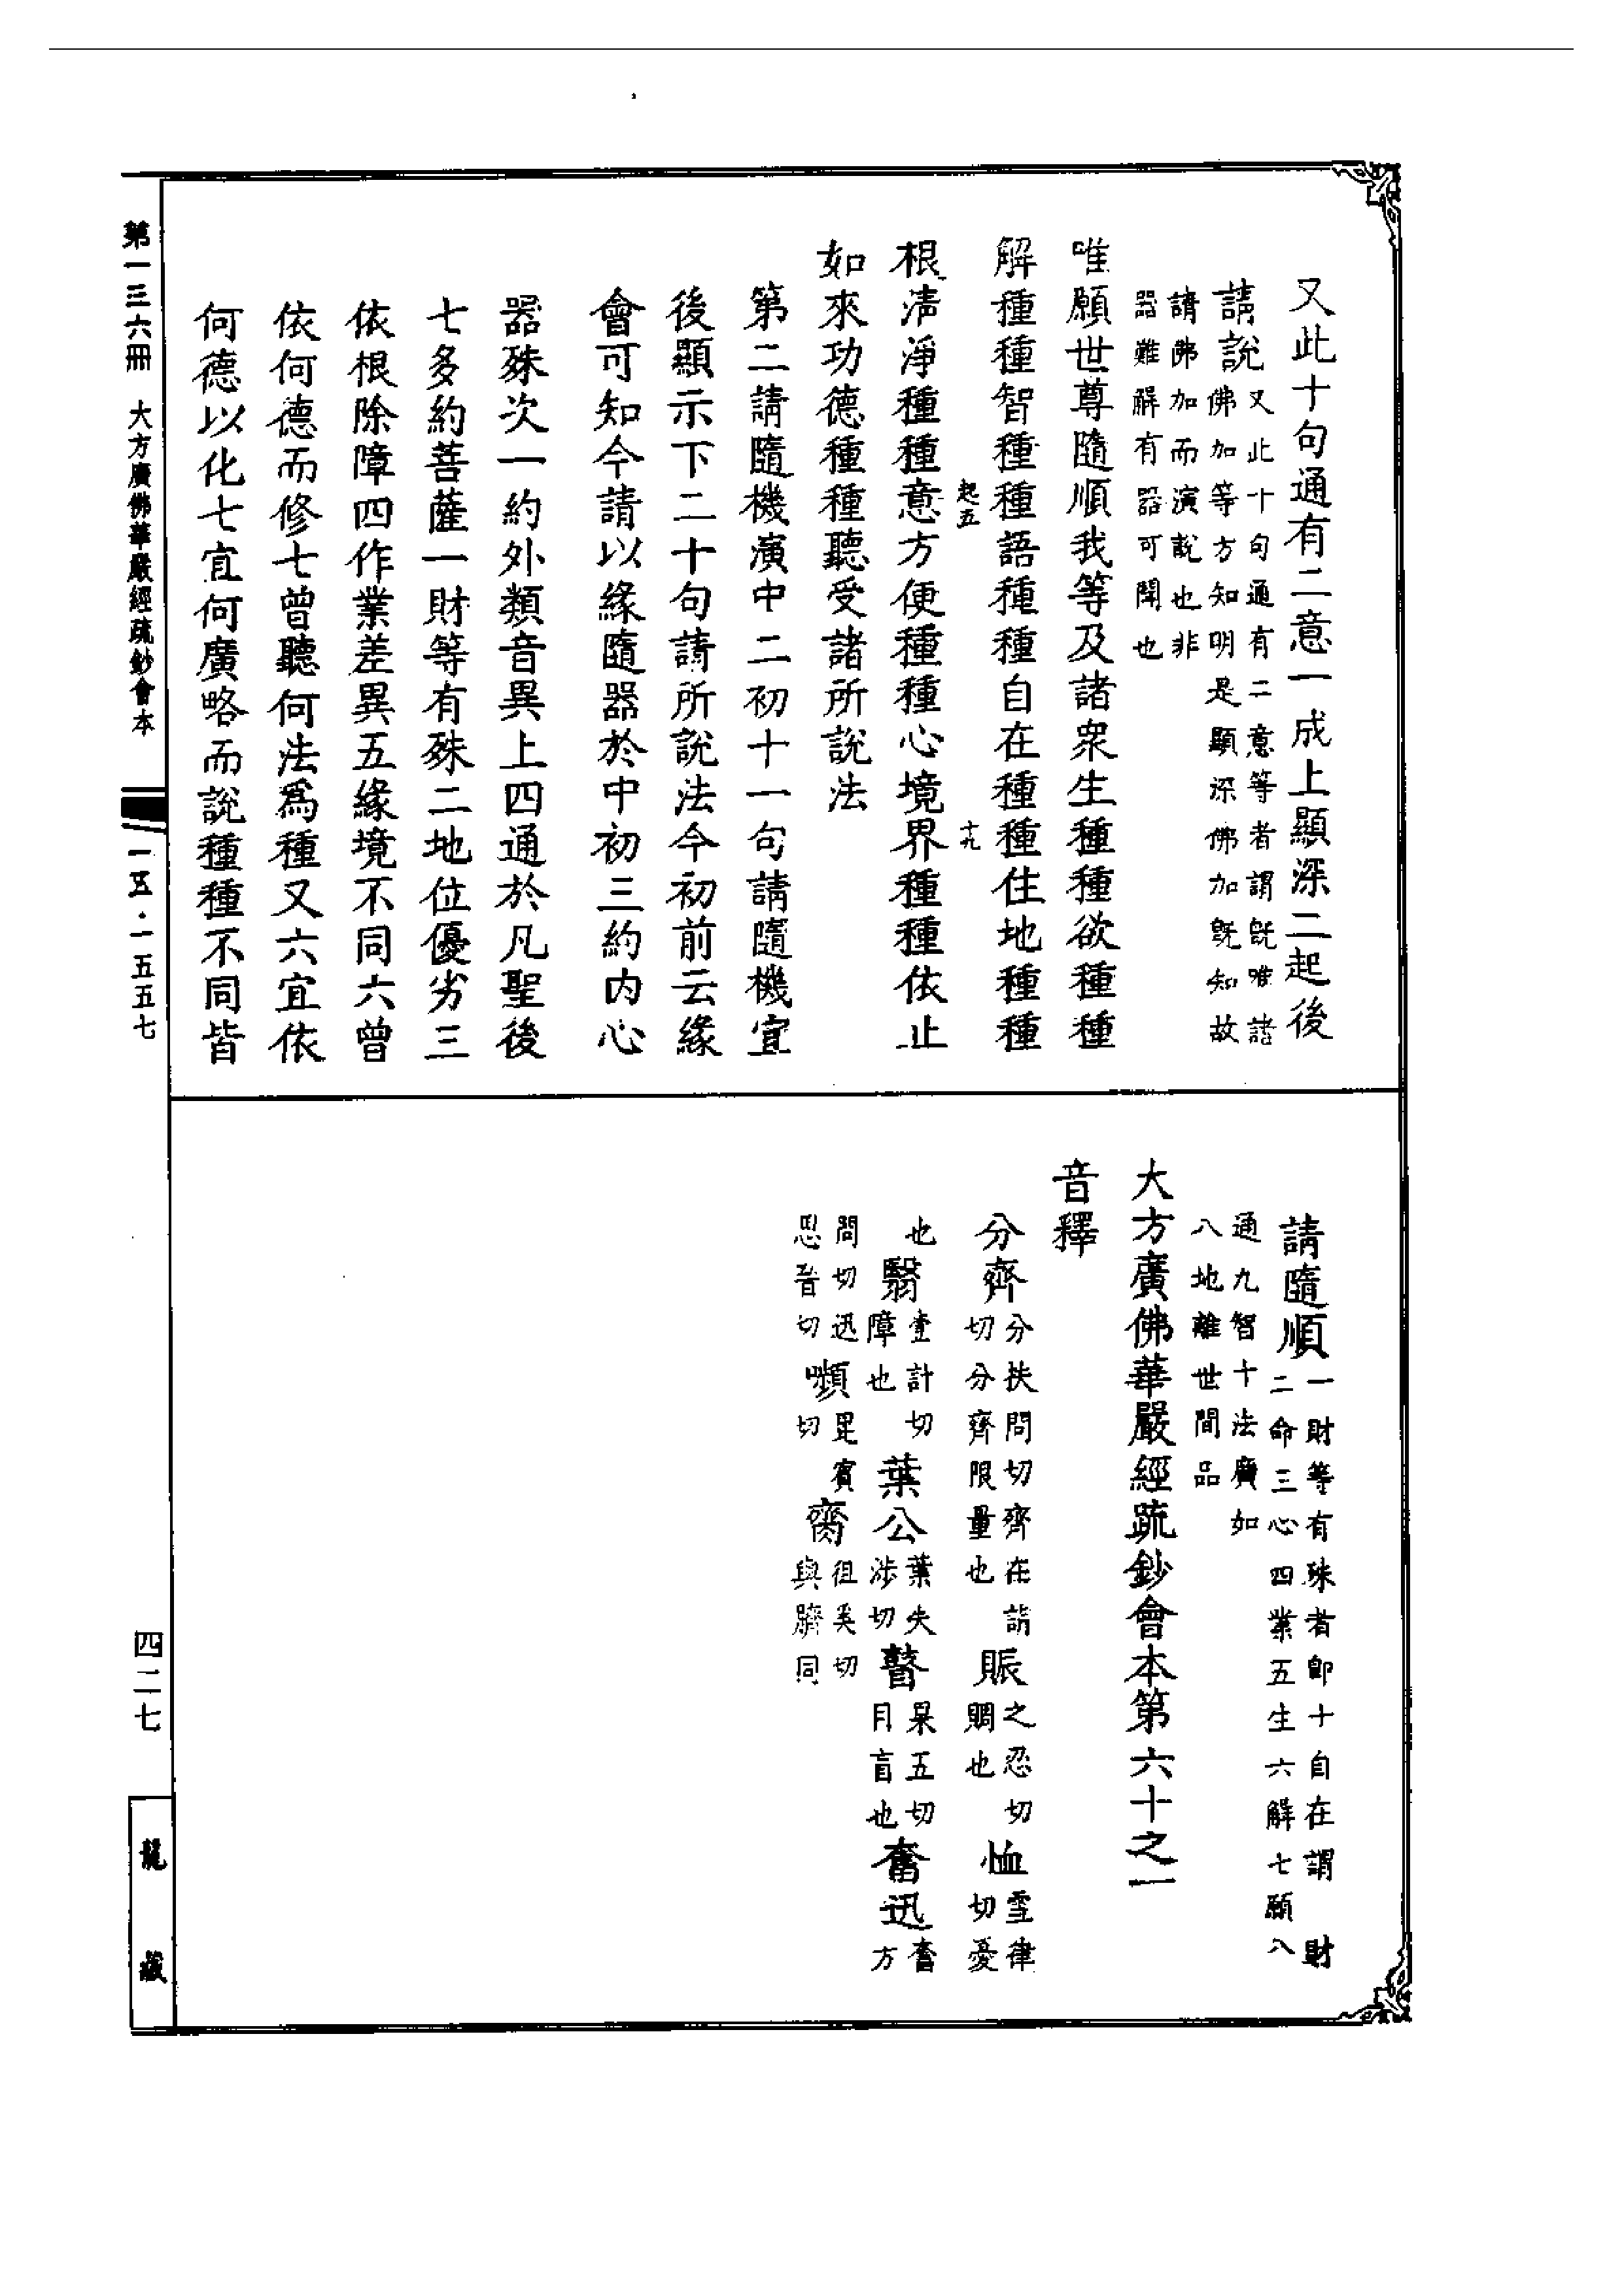 又此十句通有二意一成上顯深二起後
請說又此十句通有二意等者謂既唯諸
佛加等方知明是顯深佛加既知故
請佛加而演說也非
器難解有器可聞也
唯願世尊隨順我等及諸衆生種種欲種種
解種種智種種語種種自在種種住地種種
起五
十九
根清淨種種意方便種種心境界種種依止
如來功德種種聽受諸所說法
第二請隨機演中二初十一句請隨機宜
後顯示下二十句請所說法今初前云緣
會可知今請以緣隨器於中初三約內心
器殊次一約外類音異上四通於凡聖後
七多約菩薩一財等有殊二地位優劣三
依根除障四作業差異五緣境不同六曾
依何德而修七曾聽何法爲種又六宜依
何德以化七宜何廣略而說種種不同皆
請隨順一財等有殊者卽十自在謂 財
二命三心四業五生六解七願八
通九智十法廣如
八地離世間品
大方廣佛華嚴經疏鈔會本第六十之一
音釋
分齊分扶問切齊在詣
切分齊限量也
賑之忍切
賙也
恤雪律
切憂
也
翳壹計切
障也
葉公葉失
涉切
瞽杲五切
目盲也
奮迅奮
方
問切迅
思晉切
嚬毘賓
切
齎徂奚切
與臍同
第一三六冊 大方廣佛華嚴經疏鈔會本
一五·一五五七
四二七
龍藏